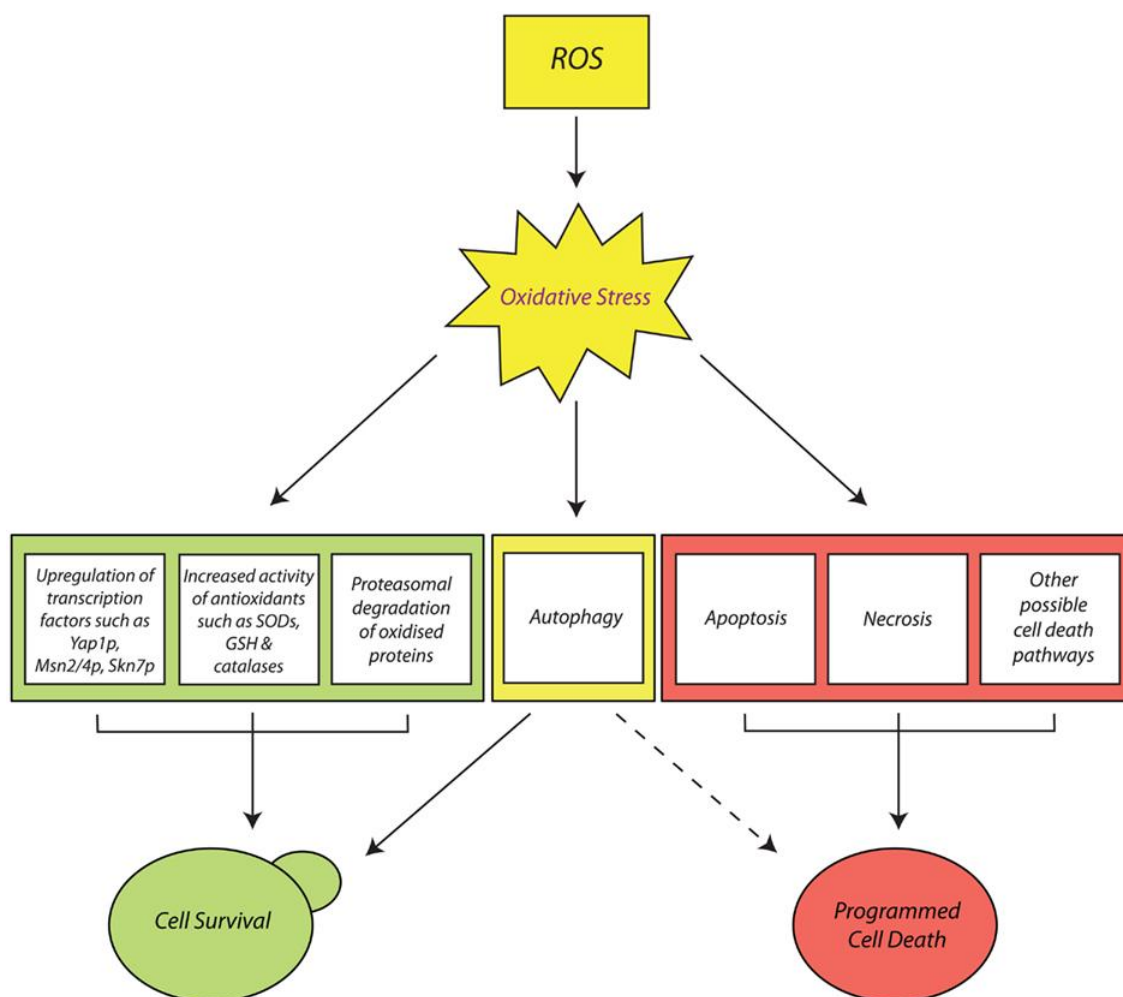 ROS
Oxidative Stress
Upregulation of
transcription
factors such as
Yap1p,
Msn2/4p, Skn7p
Increased activity
of antioxidants
such as SODs,
GSH &
catalases
Proteasomal
degradation
of oxidised
proteins
Autophagy
Apoptosis
Necrosis
Other
possible
cell death
pathways
Cell Survival
Programmed
Cell Death